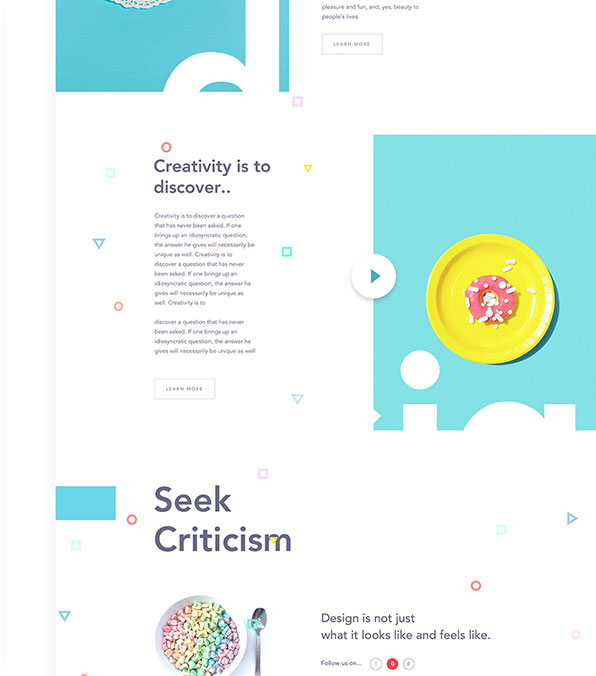 pleasure and fun, and, yes, beauty to
people's lives.
LEARN MORE
Creativity is to
discover..
Creativity is to discover a question
that has never been asked. If one
brings up an idiosyncratic question,
the answer he gives will necessarily be
unique as well. Creativity is to
discover a question that has never
been asked. If one brings up an
idiosyncratic question, the answer he
gives will necessarily be unique as
well. Creativity is to
discover a question that has never
been asked. If one brings up an
idiosyncratic question, the answer he
gives will necessarily be unique as well
LEARN MORE
Seek
Criticism
Design is not just
what it looks like and feels like.
Follow us on...
T G F